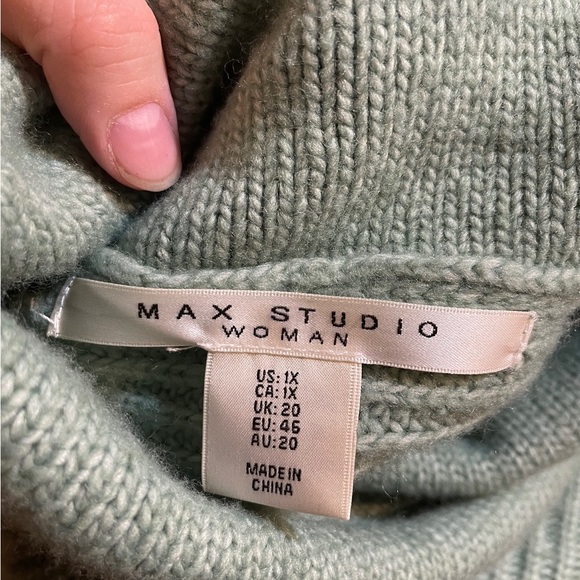 MAX STUDIO
WOMAN
US: 1X
CA: 1X
UK: 20
EU: 46
AU: 20
MADE IN
CHINA